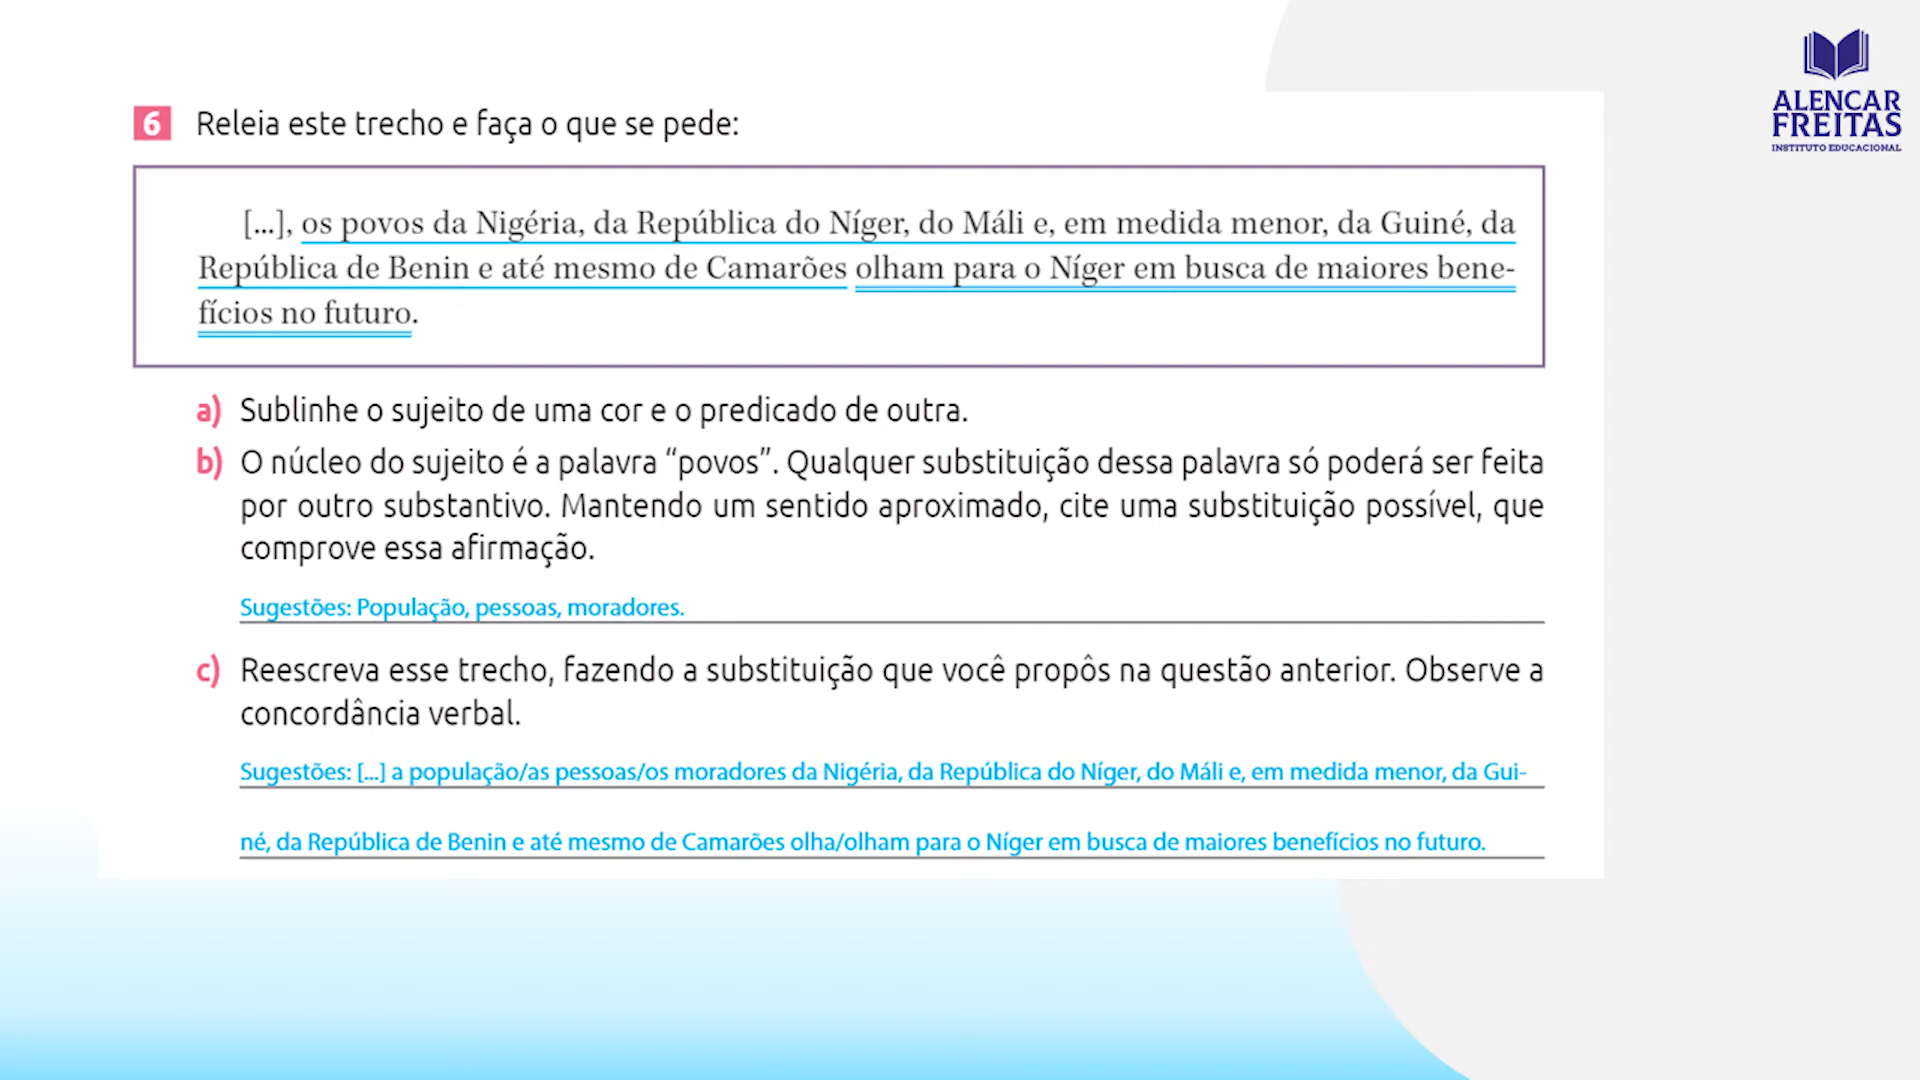 ALENCAR
FREITAS
INSTITUTO EDUCACIONAL
6 Releia este trecho e faça o que se pede:
[...], os povos da Nigéria, da República do Níger, do Máli e, em medida menor, da Guiné, da
República de Benin e até mesmo de Camarões olham para o Níger em busca de maiores bene-
fícios no futuro.
a) Sublinhe o sujeito de uma cor e o predicado de outra.
b) O núcleo do sujeito é a palavra “povos”. Qualquer substituição dessa palavra só poderá ser feita
por outro substantivo. Mantendo um sentido aproximado, cite uma substituição possível, que
comprove essa afirmação.
Sugestões: População, pessoas, moradores.
c) Reescreva esse trecho, fazendo a substituição que você propôs na questão anterior. Observe a
concordância verbal.
Sugestões: [...] a população/as pessoas/os moradores da Nigéria, da República do Níger, do Máli e, em medida menor, da Gui-
né, da República de Benin e até mesmo de Camarões olha/olham para o Níger em busca de maiores benefícios no futuro.